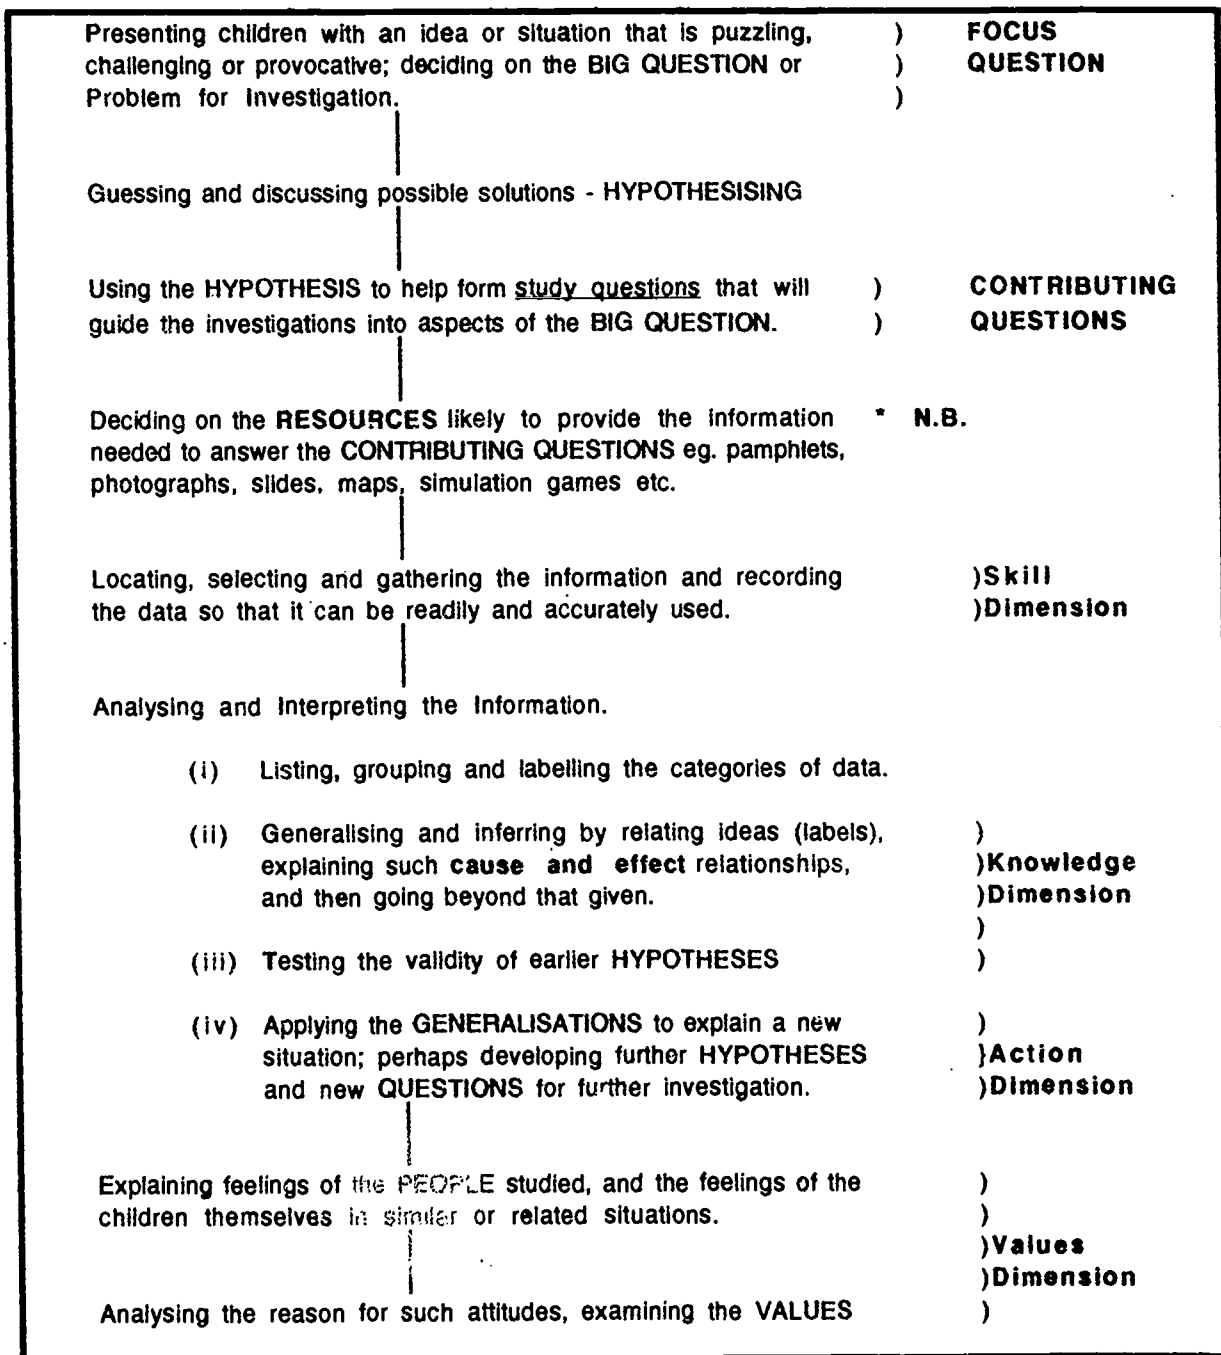 Presenting children with an idea or situation that is puzzling, ) FOCUS
challenging or provocative; deciding on the BIG QUESTION or ) QUESTION
Problem for Investigation. )
Guessing and discussing possible solutions - HYPOTHESISING
Using the HYPOTHESIS to help form study questions that will ) CONTRIBUTING
guide the investigations into aspects of the BIG QUESTION. ) QUESTIONS
Deciding on the RESOURCES likely to provide the information * N.B.
needed to answer the CONTRIBUTING QUESTIONS eg. pamphlets,
photographs, slides, maps, simulation games etc.
Locating, selecting and gathering the information and recording )Skill
the data so that it can be readily and accurately used. )Dimension
Analysing and Interpreting the Information.
(i) Listing, grouping and labelling the categories of data.
(ii) Generalising and inferring by relating ideas (labels), )
explaining such cause and effect relationships, )Knowledge
and then going beyond that given. )Dimension
)
(iii) Testing the validity of earlier HYPOTHESES )
(iv) Applying the GENERALISATIONS to explain a new )
situation; perhaps developing further HYPOTHESES )Action
and new QUESTIONS for further investigation. )Dimension
Explaining feelings of the PEOPLE studied, and the feelings of the )
children themselves in similar or related situations. )
)Values
)Dimension
Analysing the reason for such attitudes, examining the VALUES )